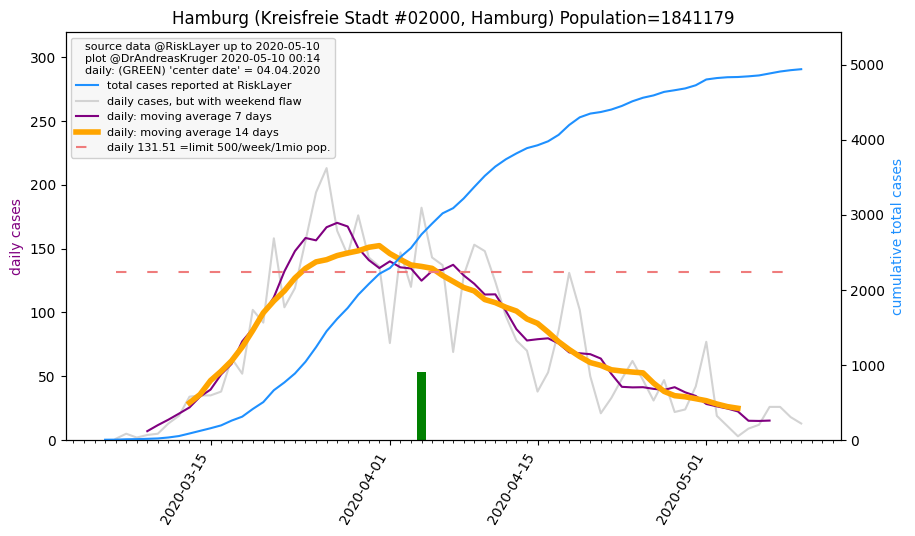 Hamburg (Kreisfreie Stadt #02000, Hamburg) Population=1841179
source data @RiskLayer up to 2020-05-10
plot @DrAndreasKruger 2020-05-10 00:14
daily: (GREEN) 'center date' = 04.04.2020
total cases reported at RiskLayer
daily cases, but with weekend flaw
daily: moving average 7 days
daily: moving average 14 days
daily 131.51 =limit 500/week/1mio pop.
daily cases
300
250
200
150
100
50
0
5000
4000
3000
2000
1000
0
cumulative total cases
2020-03-15
2020-04-01
2020-04-15
2020-05-01